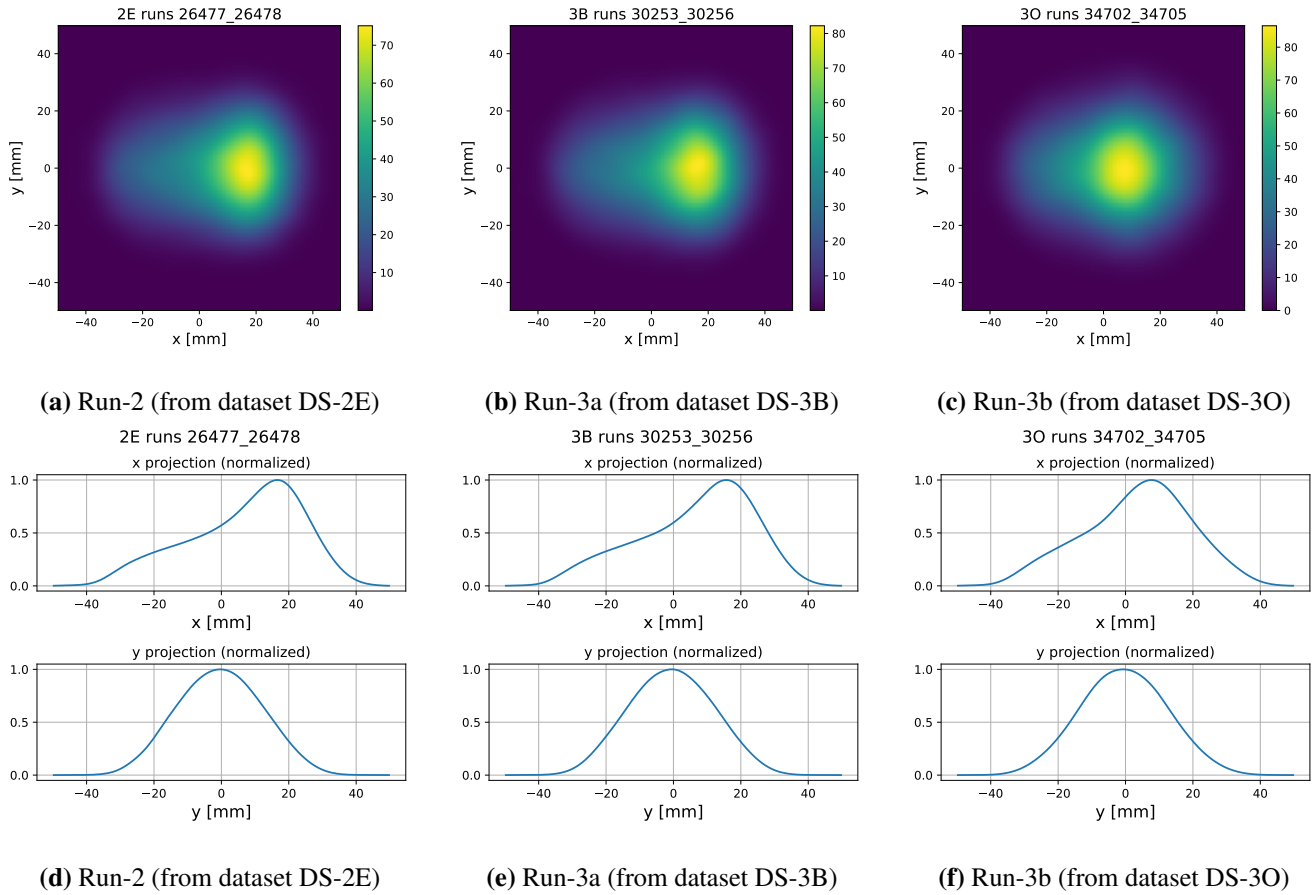 2E runs 26477_26478
3B runs 30253_30256
3O runs 34702_34705
40
20
0
−20
−40
y [mm]
−40 −20 0 20 40
x [mm]
70
60
50
40
30
20
10
40
20
0
−20
−40
y [mm]
−40 −20 0 20 40
x [mm]
80
70
60
50
40
30
20
10
40
20
0
−20
−40
y [mm]
−40 −20 0 20 40
x [mm]
80
70
60
50
40
30
20
10
0
(a) Run-2 (from dataset DS-2E)
(b) Run-3a (from dataset DS-3B)
(c) Run-3b (from dataset DS-3O)
2E runs 26477_26478
x projection (normalized)
1.0
0.5
0.0
−40 −20 0 20 40
x [mm]
y projection (normalized)
1.0
0.5
0.0
−40 −20 0 20 40
y [mm]
3B runs 30253_30256
x projection (normalized)
1.0
0.5
0.0
−40 −20 0 20 40
x [mm]
y projection (normalized)
1.0
0.5
0.0
−40 −20 0 20 40
y [mm]
3O runs 34702_34705
x projection (normalized)
1.0
0.5
0.0
−40 −20 0 20 40
x [mm]
y projection (normalized)
1.0
0.5
0.0
−40 −20 0 20 40
y [mm]
(d) Run-2 (from dataset DS-2E)
(e) Run-3a (from dataset DS-3B)
(f) Run-3b (from dataset DS-3O)